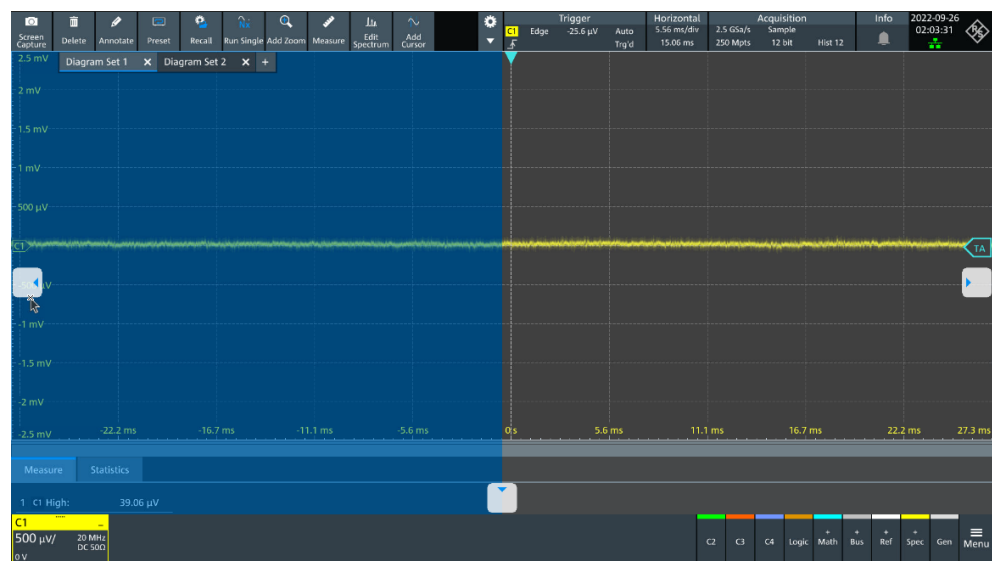 Screen Capture
Delete
Annotate
Preset
Recall
Run Single
Add Zoom
Measure
Edit Spectrum
Add Cursor
Trigger
C1 Edge -25.6 µV Auto
Trg'd
Horizontal
5.56 ms/div
15.06 ms
Acquisition
2.5 GSa/s Sample
250 Mpts 12 bit Hist 12
Info
2022-09-26
02:03:31
2.5 mV
Diagram Set 1 X Diagram Set 2 X +
2 mV
1.5 mV
1 mV
500 µV
C1
TA
-1 mV
-1.5 mV
-2 mV
-2.5 mV
-22.2 ms -16.7 ms -11.1 ms -5.6 ms 0 s 5.6 ms 11.1 ms 16.7 ms 22.2 ms 27.3 ms
Measure Statistics
1 C1 High: 39.06 µV
C1
500 µV/ 20 MHz
DC 50Ω
0 V
C2 C3 C4 Logic + Math + Bus + Ref + Spec Gen Menu